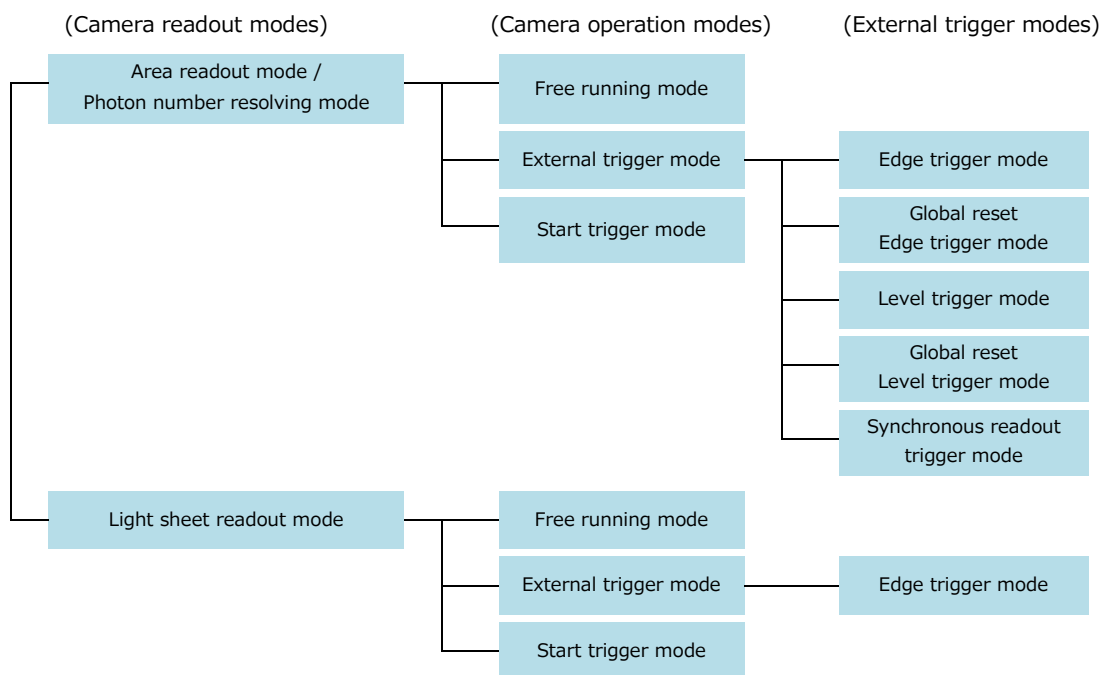 (Camera readout modes)
(Camera operation modes)
(External trigger modes)
Area readout mode /
Photon number resolving mode
Free running mode
External trigger mode
Edge trigger mode
Start trigger mode
Global reset
Edge trigger mode
Level trigger mode
Global reset
Level trigger mode
Synchronous readout
trigger mode
Light sheet readout mode
Free running mode
External trigger mode
Edge trigger mode
Start trigger mode